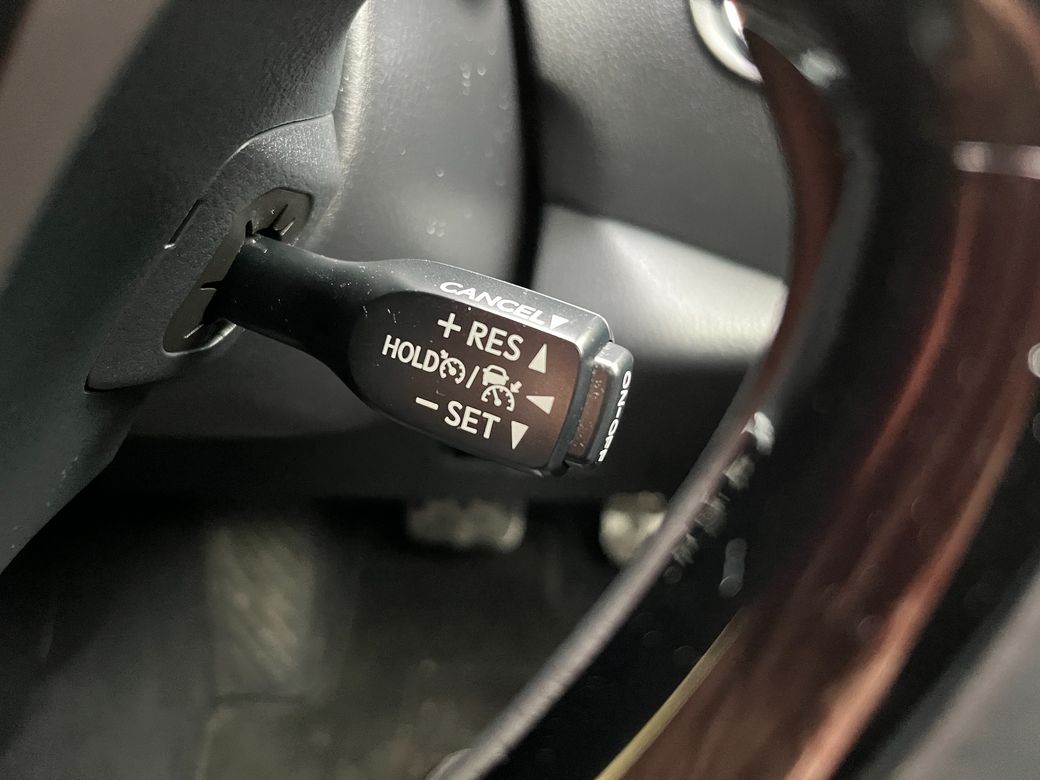 CANCEL▼
+ RES ▲
HOLD / ◀
− SET ▼
ON-OFF